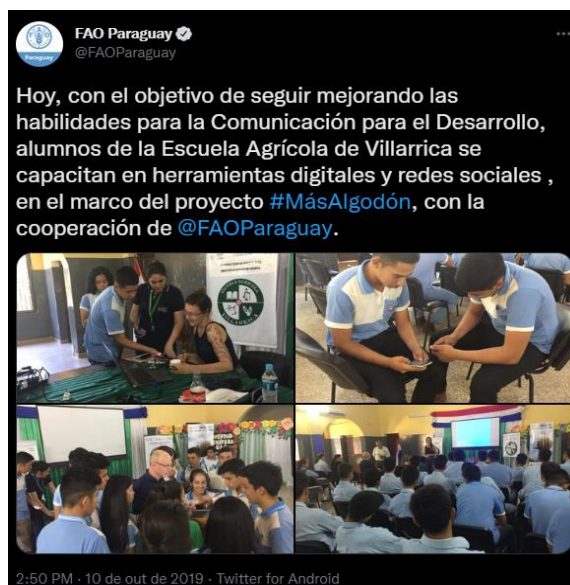 FAO Paraguay
@FAOParaguay
Paraguay
Hoy, con el objetivo de seguir mejorando las
habilidades para la Comunicación para el Desarrollo,
alumnos de la Escuela Agrícola de Villarrica se
capacitan en herramientas digitales y redes sociales ,
en el marco del proyecto #MásAlgodón, con la
cooperación de @FAOParaguay.
VILLARRICA
2:50 PM · 10 de out de 2019 · Twitter for Android